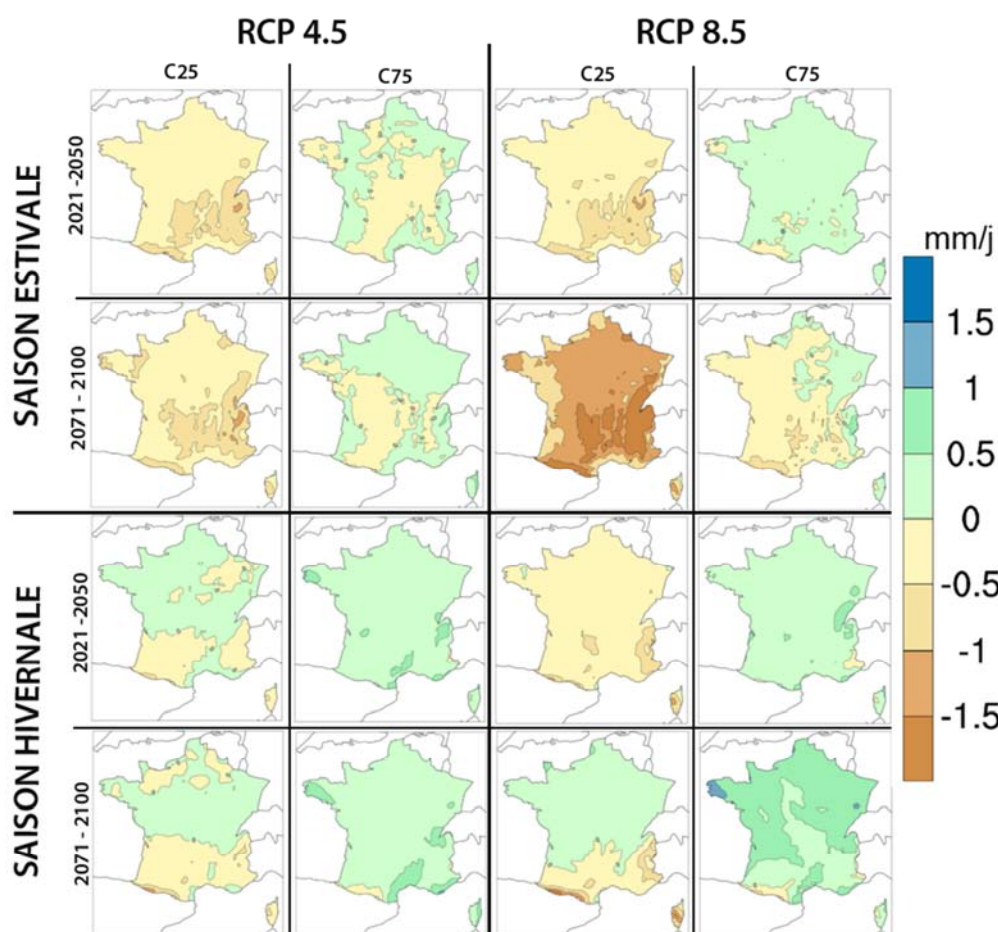 RCP 4.5
RCP 8.5
C25
C75
C25
C75
SAISON ESTIVALE
2021 -2050
2071 - 2100
SAISON HIVERNALE
2021 -2050
2071 - 2100
mm/j
1.5
1
0.5
0
-0.5
-1
-1.5